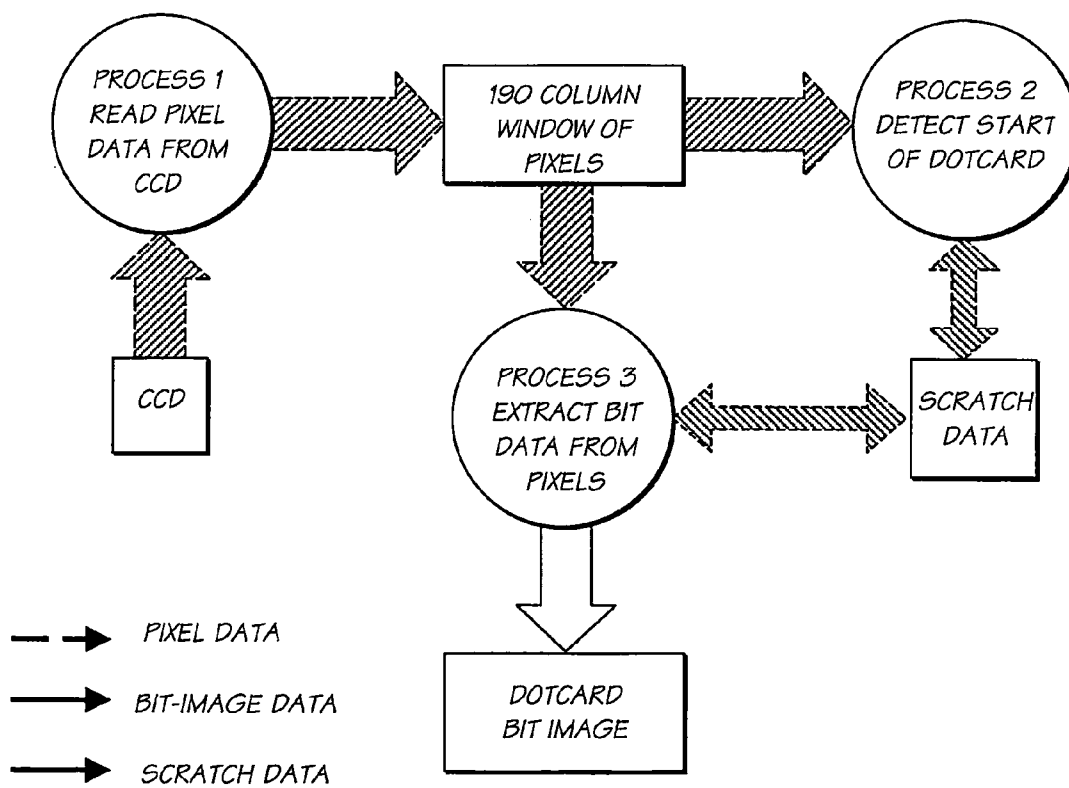 PROCESS 1
READ PIXEL
DATA FROM
CCD
190 COLUMN
WINDOW OF
PIXELS
PROCESS 2
DETECT START
OF DOTCARD
CCD
PROCESS 3
EXTRACT BIT
DATA FROM
PIXELS
SCRATCH
DATA
DOTCARD
BIT IMAGE
PIXEL DATA
BIT-IMAGE DATA
SCRATCH DATA